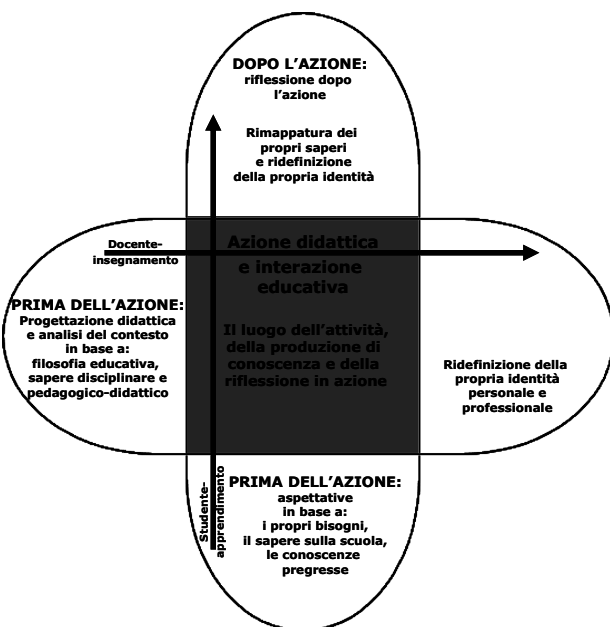 DOPO L’AZIONE:
riflessione dopo
l’azione
Rimappatura dei
propri saperi
e ridefinizione
della propria identità
Docente-
insegnamento
Azione didattica
e interazione
educativa
PRIMA DELL’AZIONE:
Progettazione didattica
e analisi del contesto
in base a:
filosofia educativa,
sapere disciplinare e
pedagogico-didattico
Il luogo dell’attività,
della produzione di
conoscenza e della
riflessione in azione
Ridefinizione della
propria identità
personale e
professionale
Studente-
apprendimento
PRIMA DELL’AZIONE:
aspettative
in base a:
i propri bisogni,
il sapere sulla scuola,
le conoscenze
pregresse